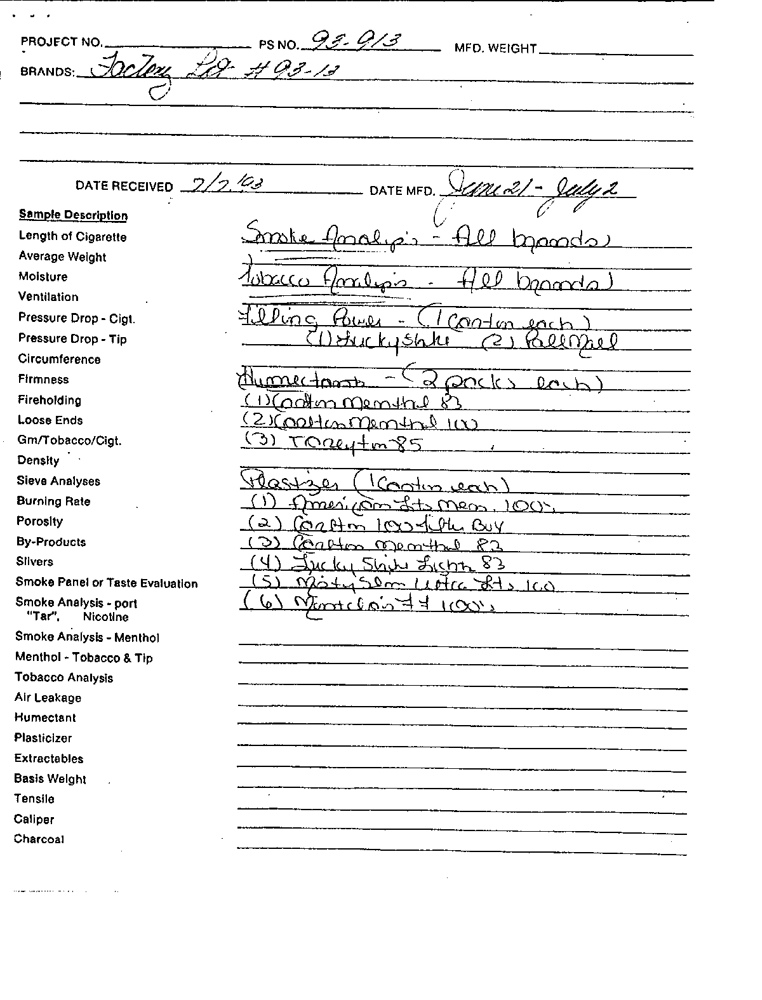 PROJECT NO. PS NO. 93-913 MFD. WEIGHT
BRANDS: Factory Lot #93-13
DATE RECEIVED 7/7/93 DATE MFD. June 21 - July 2
Sample Description
Length of Cigarette Smoke Analysis - All brands
Average Weight
Moisture Tobacco Analysis - All brands
Ventilation
Pressure Drop - Cigt. Filling Power - (1 Carton each)
Pressure Drop - Tip (1) Lucky Strike (2) Pall Mall
Circumference
Firmness Humectants - (2 packs each)
Fireholding (1) Carlton Menthol 83
Loose Ends (2) Carlton Menthol 100
Gm/Tobacco/Cigt. (3) Tareyton 85
Density
Sieve Analyses Plastizer (1 Carton each)
Burning Rate (1) American Lts Men. 100's
Porosity (2) Carlton 100 filter Buy
By-Products (3) Carlton Menthol 83
Slivers (4) Lucky Strike Lights 83
Smoke Panel or Taste Evaluation (5) Misty Slim Ultra Lts 100
Smoke Analysis - port (6) Montclair FF 100's
"Tar", Nicotine
Smoke Analysis - Menthol
Menthol - Tobacco & Tip
Tobacco Analysis
Air Leakage
Humectant
Plasticizer
Extractables
Basis Weight
Tensile
Caliper
Charcoal